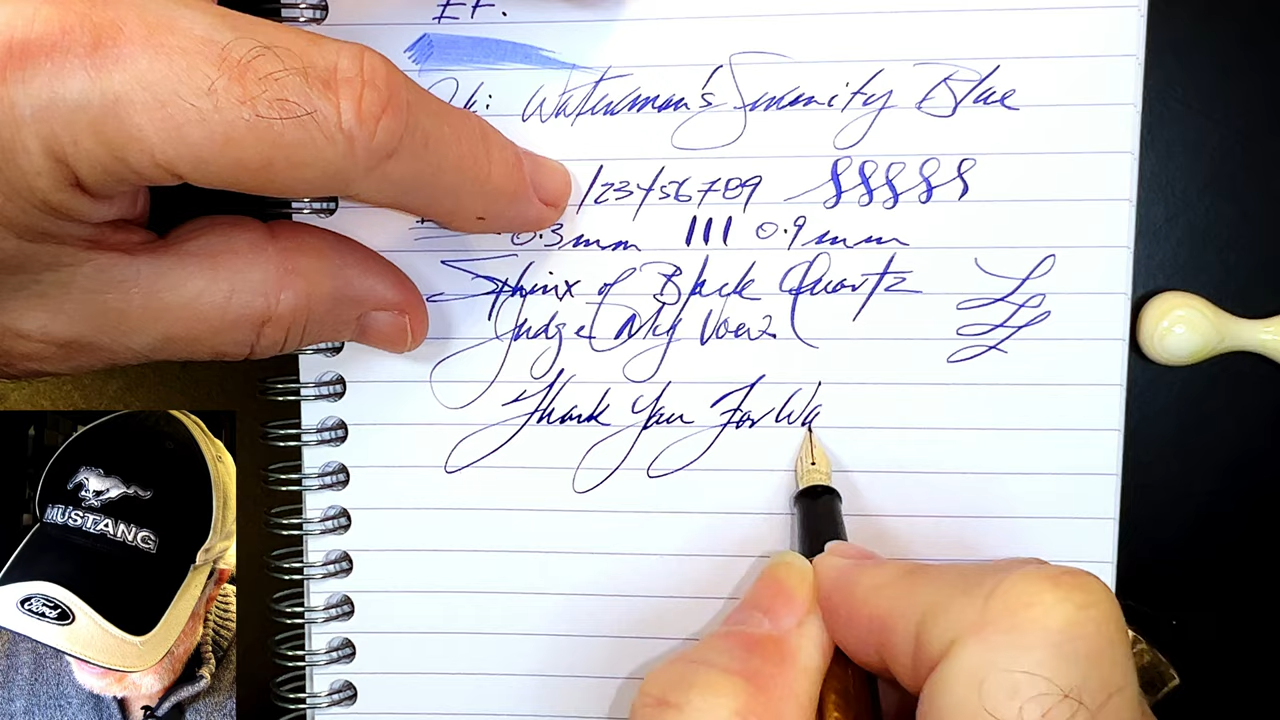 EF.
Ink: Waterman's Serenity Blue
123456789
0.3mm 0.9mm
Sphinx of Black Quartz
Judge My Vow
Thank You For Wa
MUSTANG
Ford